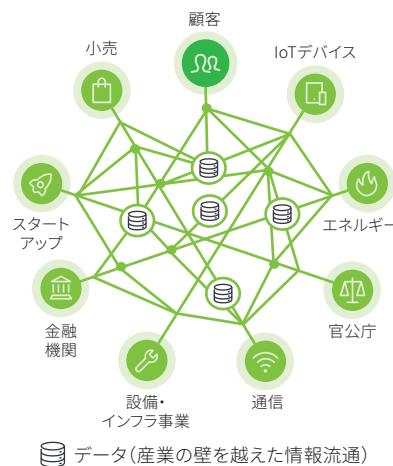 顧客
小売
IoTデバイス
スタート
アップ
エネルギー
金融
機関
官公庁
設備・
インフラ事業
通信
データ(産業の壁を越えた情報流通)